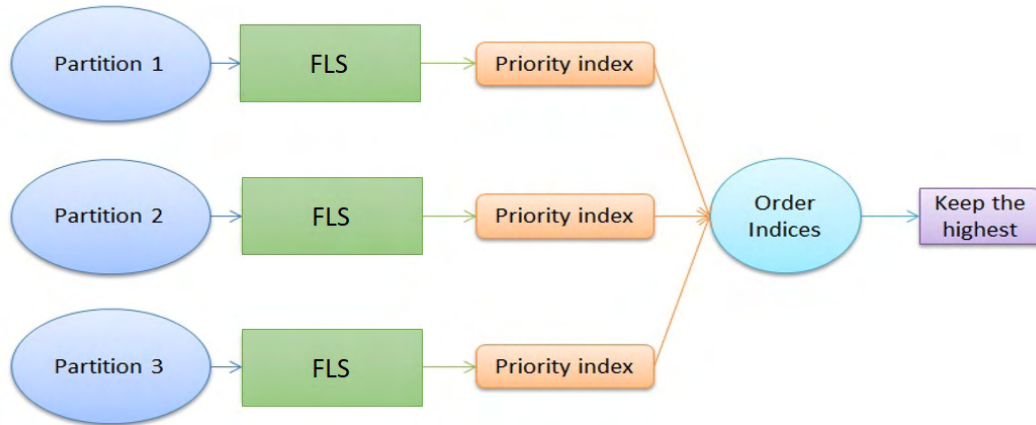 Partition 1
FLS
Priority index
Partition 2
FLS
Priority index
Order
Indices
Keep the
highest
Partition 3
FLS
Priority index